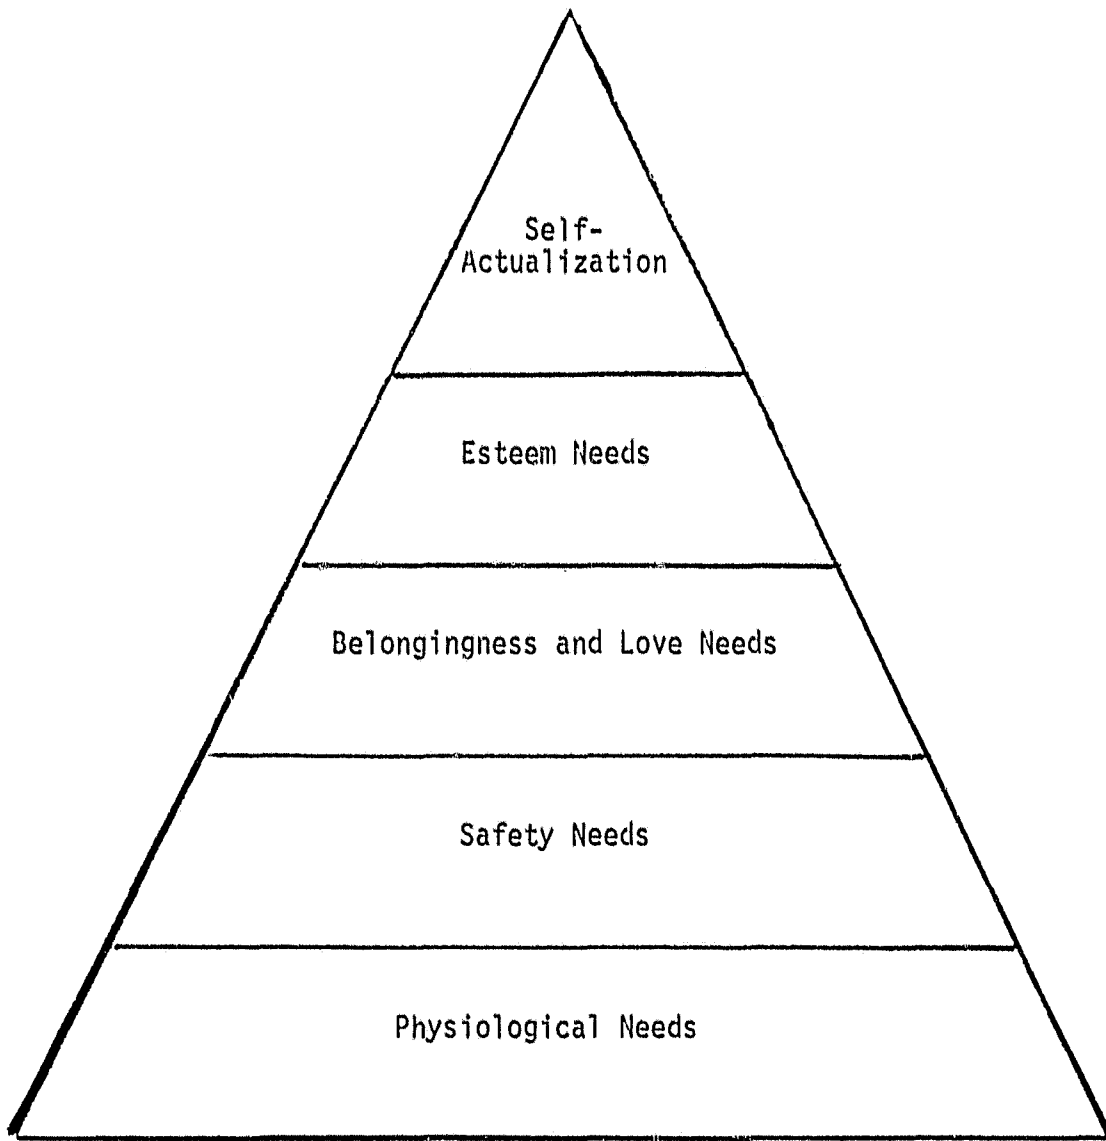 Self-
Actualization
Esteem Needs
Belongingness and Love Needs
Safety Needs
Physiological Needs